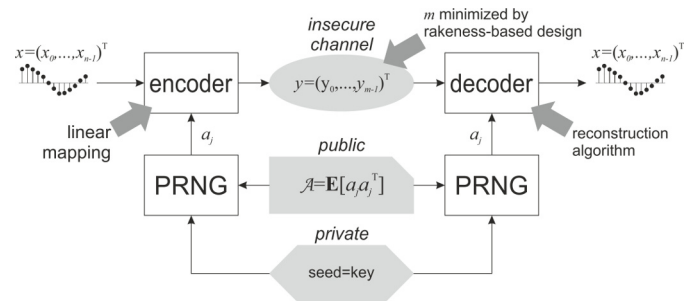 insecure
channel
m minimized by
rakeness-based design
x=(x₀,...,xₙ₋₁)ᵀ
encoder
y=(y₀,...,yₘ₋₁)ᵀ
decoder
x=(x₀,...,xₙ₋₁)ᵀ
linear
mapping
aⱼ
public
aⱼ
reconstruction
algorithm
PRNG
𝒜=E[aⱼaⱼᵀ]
PRNG
private
seed=key